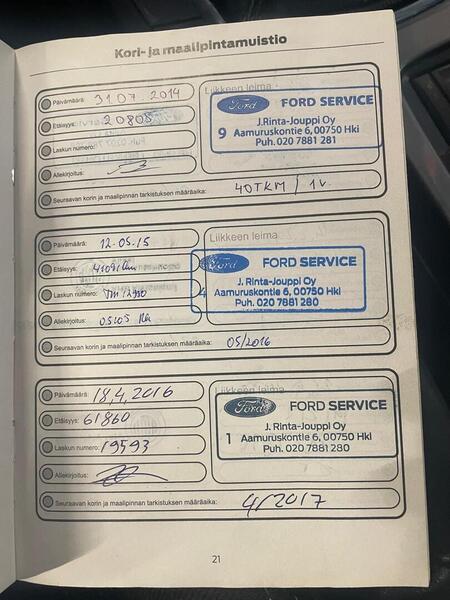 Kori- ja maalipintamuistio
Päivämäärä: 31.07.2014
Etäisyys: 20808
Laskun numero:
Allekirjoitus:
Liikkeen leima:
Ford FORD SERVICE
J.Rinta-Jouppi Oy
9 Aamuruskontie 6, 00750 Hki
Puh. 020 7881 281
Seuraavan korin ja maalipinnan tarkistuksen määräaika: 40TKM / 1v.
Päivämäärä: 12.05.15
Etäisyys:
Laskun numero:
Allekirjoitus:
Liikkeen leima
Ford FORD SERVICE
J. Rinta-Jouppi Oy
4 Aamuruskontie 6, 00750 Hki
Puh. 020 7881 280
Seuraavan korin ja maalipinnan tarkistuksen määräaika: 05/2016
Päivämäärä: 18.4.2016
Etäisyys: 61860
Laskun numero: 19593
Allekirjoitus:
Liikkeen leima
Ford FORD SERVICE
J. Rinta-Jouppi Oy
1 Aamuruskontie 6, 00750 Hki
Puh. 020 7881 280
Seuraavan korin ja maalipinnan tarkistuksen määräaika: 4/2017
21